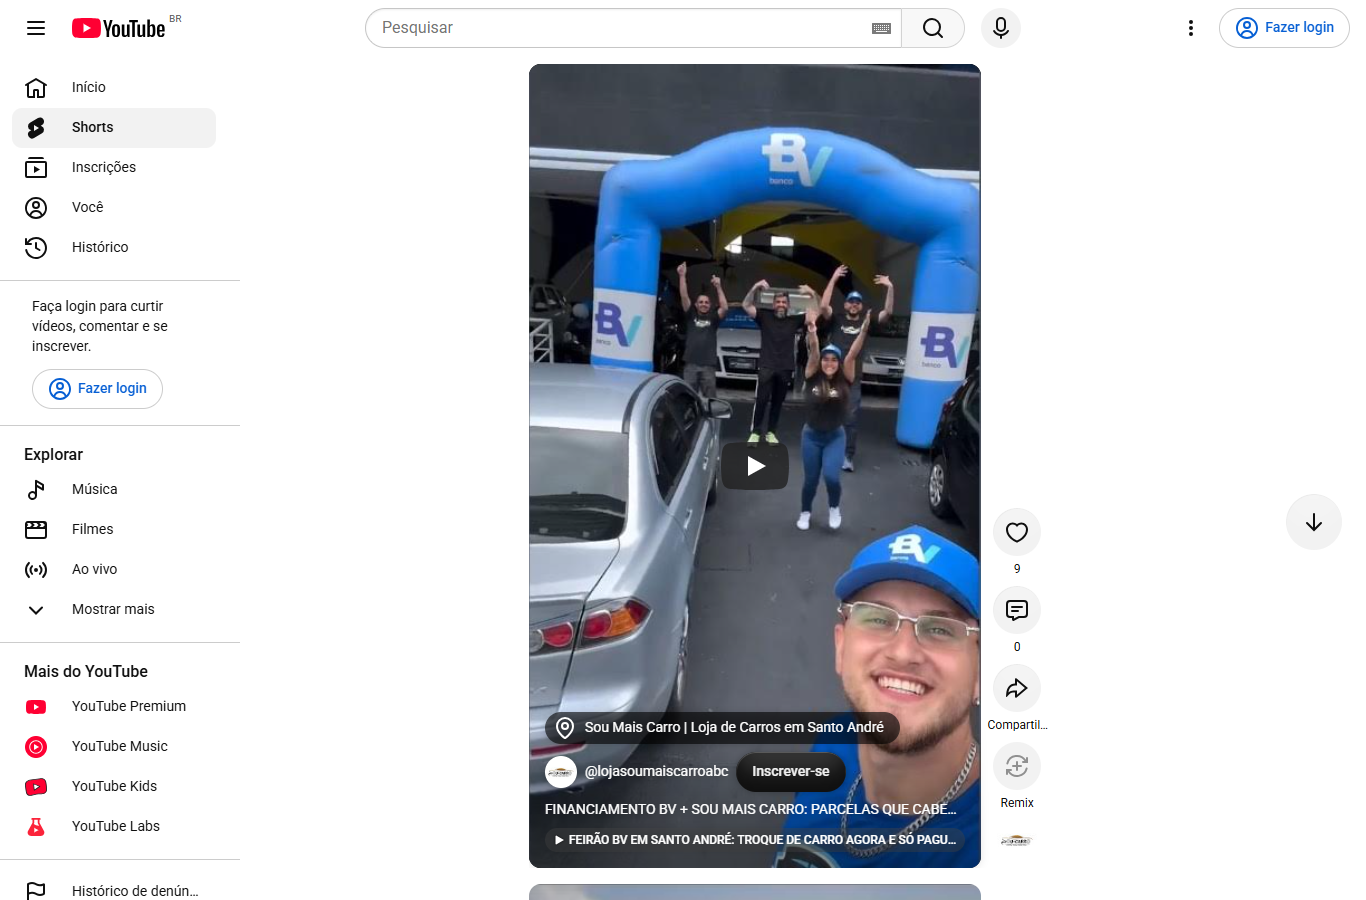 YouTube BR
Pesquisar
Fazer login
Início
Shorts
Inscrições
Você
Histórico
Faça login para curtir
vídeos, comentar e se
inscrever.
Fazer login
Explorar
Música
Filmes
Ao vivo
Mostrar mais
Mais do YouTube
YouTube Premium
YouTube Music
YouTube Kids
YouTube Labs
Histórico de denún...
BV
banco
BV
banco
BV
banco
BV
Sou Mais Carro | Loja de Carros em Santo André
@lojasoumaiscarroabc
Inscrever-se
FINANCIAMENTO BV + SOU MAIS CARRO: PARCELAS QUE CABE...
FEIRÃO BV EM SANTO ANDRÉ: TROQUE DE CARRO AGORA E SÓ PAGU...
9
0
Compartil...
Remix